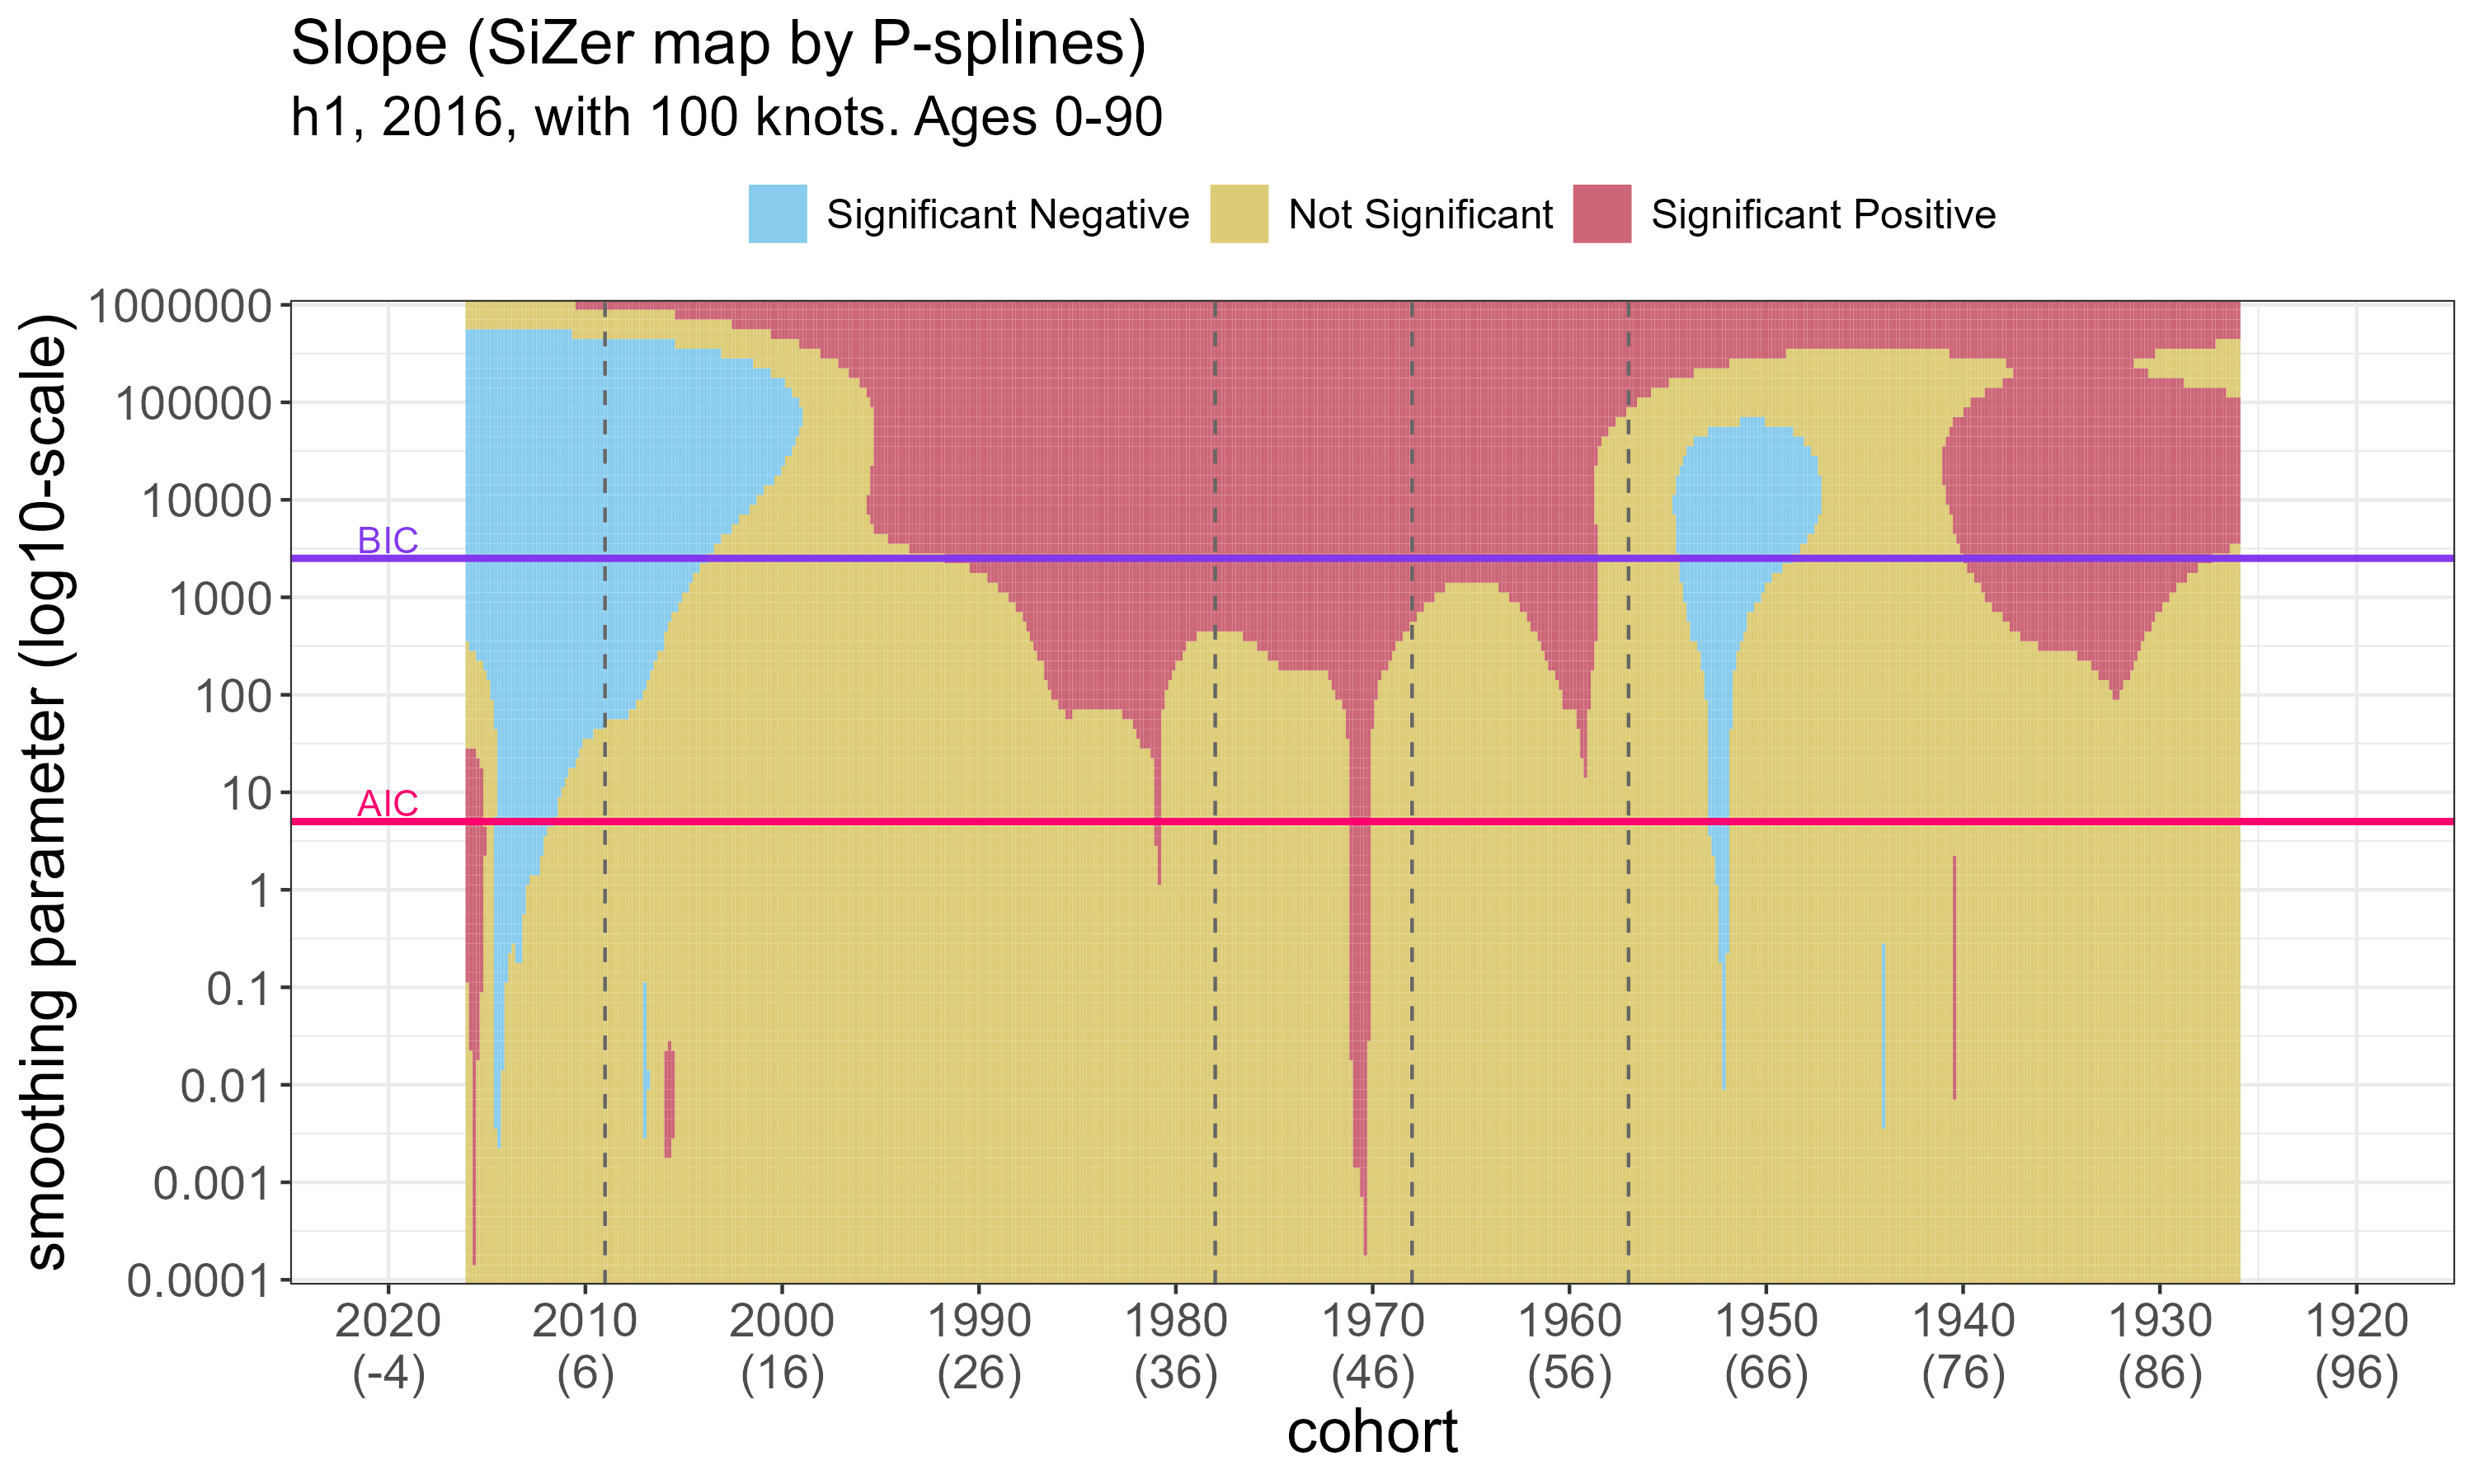 Slope (SiZer map by P-splines)
h1, 2016, with 100 knots. Ages 0-90
Significant Negative Not Significant Significant Positive
smoothing parameter (log10-scale)
1000000
100000
10000
BIC
1000
100
10
AIC
1
0.1
0.01
0.001
0.0001
2020 2010 2000 1990 1980 1970 1960 1950 1940 1930 1920
(-4) (6) (16) (26) (36) (46) (56) (66) (76) (86) (96)
cohort